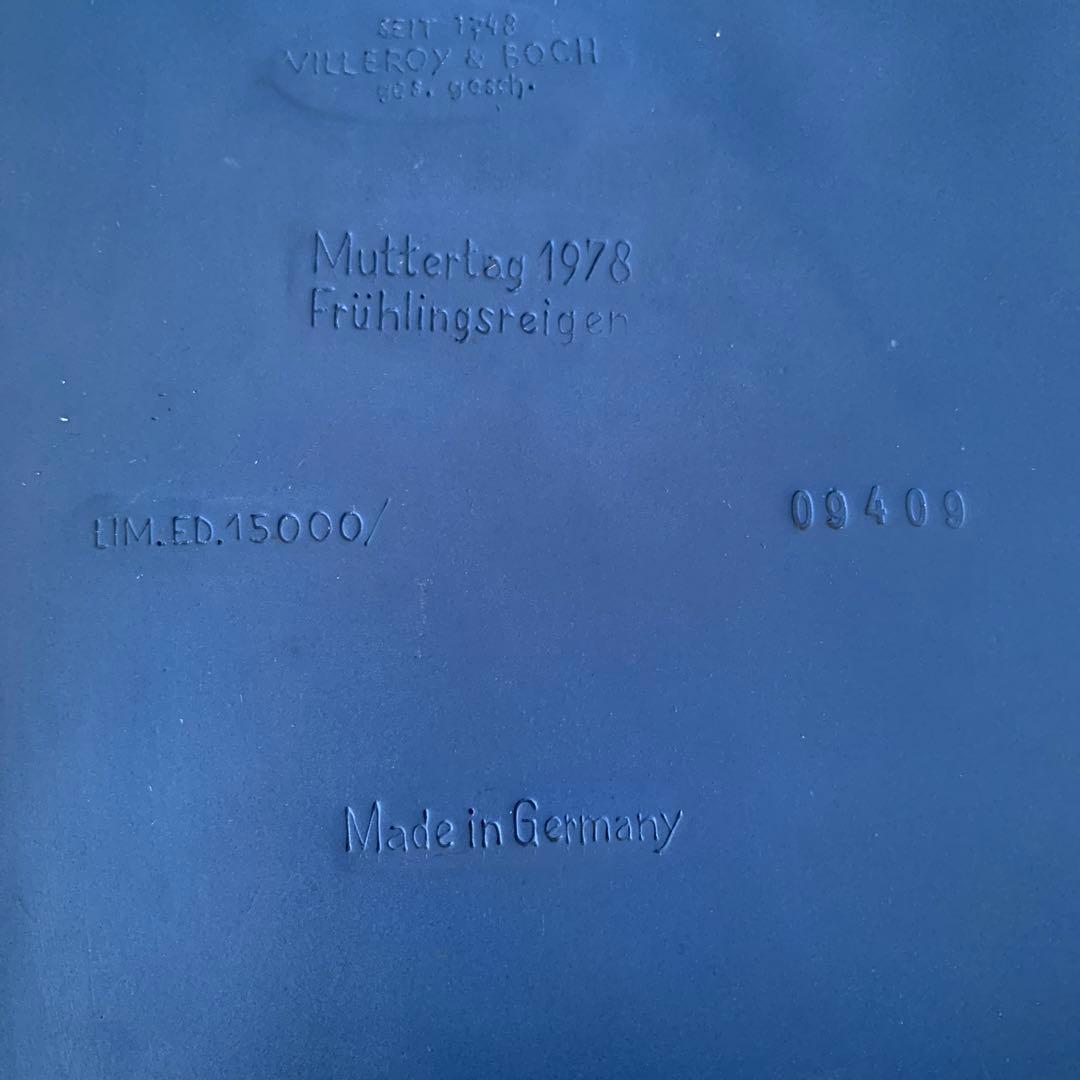 SEIT 1748
VILLEROY & BOCH
ges. gesch.
Muttertag 1978
Frühlingsreigen
LIM.ED.15000/ 09409
Made in Germany